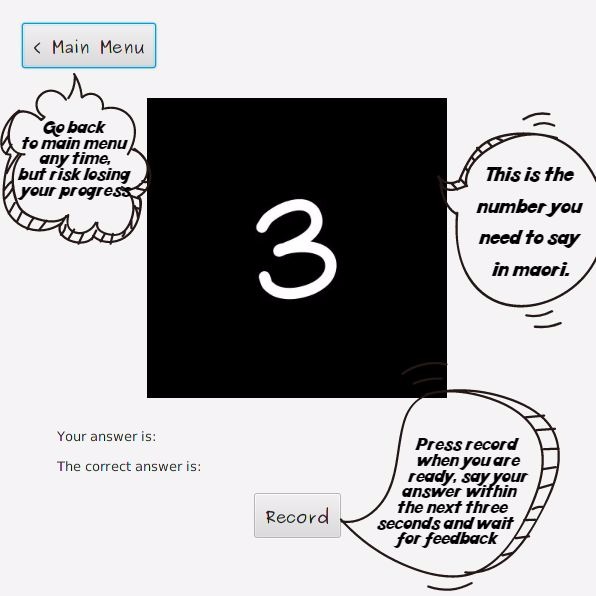 < Main Menu
Go back
to main menu
any time,
but risk losing
your progress
3
This is the
number you
need to say
in maori.
Your answer is:
The correct answer is:
Record
Press record
when you are
ready, say your
answer within
the next three
seconds and wait
for feedback